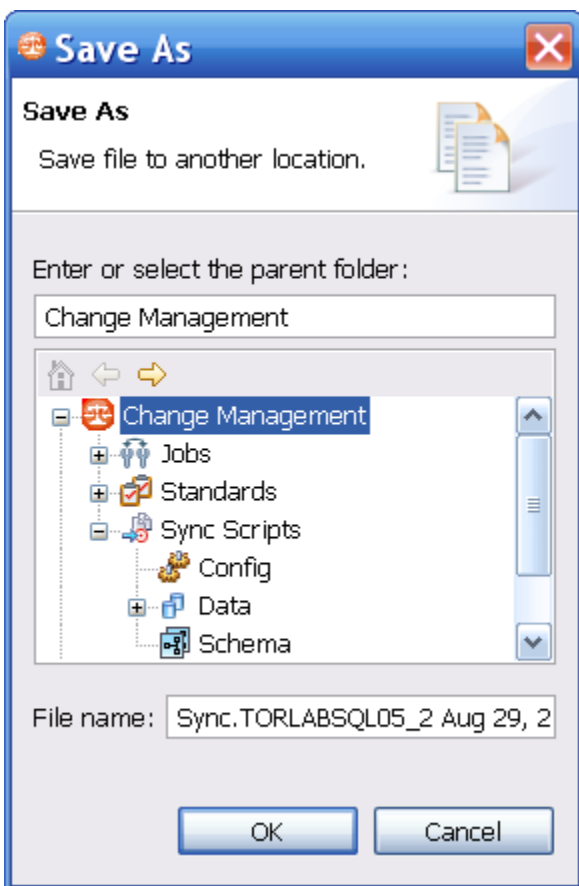 Save As
Save As
Save file to another location.
Enter or select the parent folder:
Change Management
Change Management
Jobs
Standards
Sync Scripts
Config
Data
Schema
File name: Sync.TORLABSQL05_2 Aug 29, 2
OK Cancel